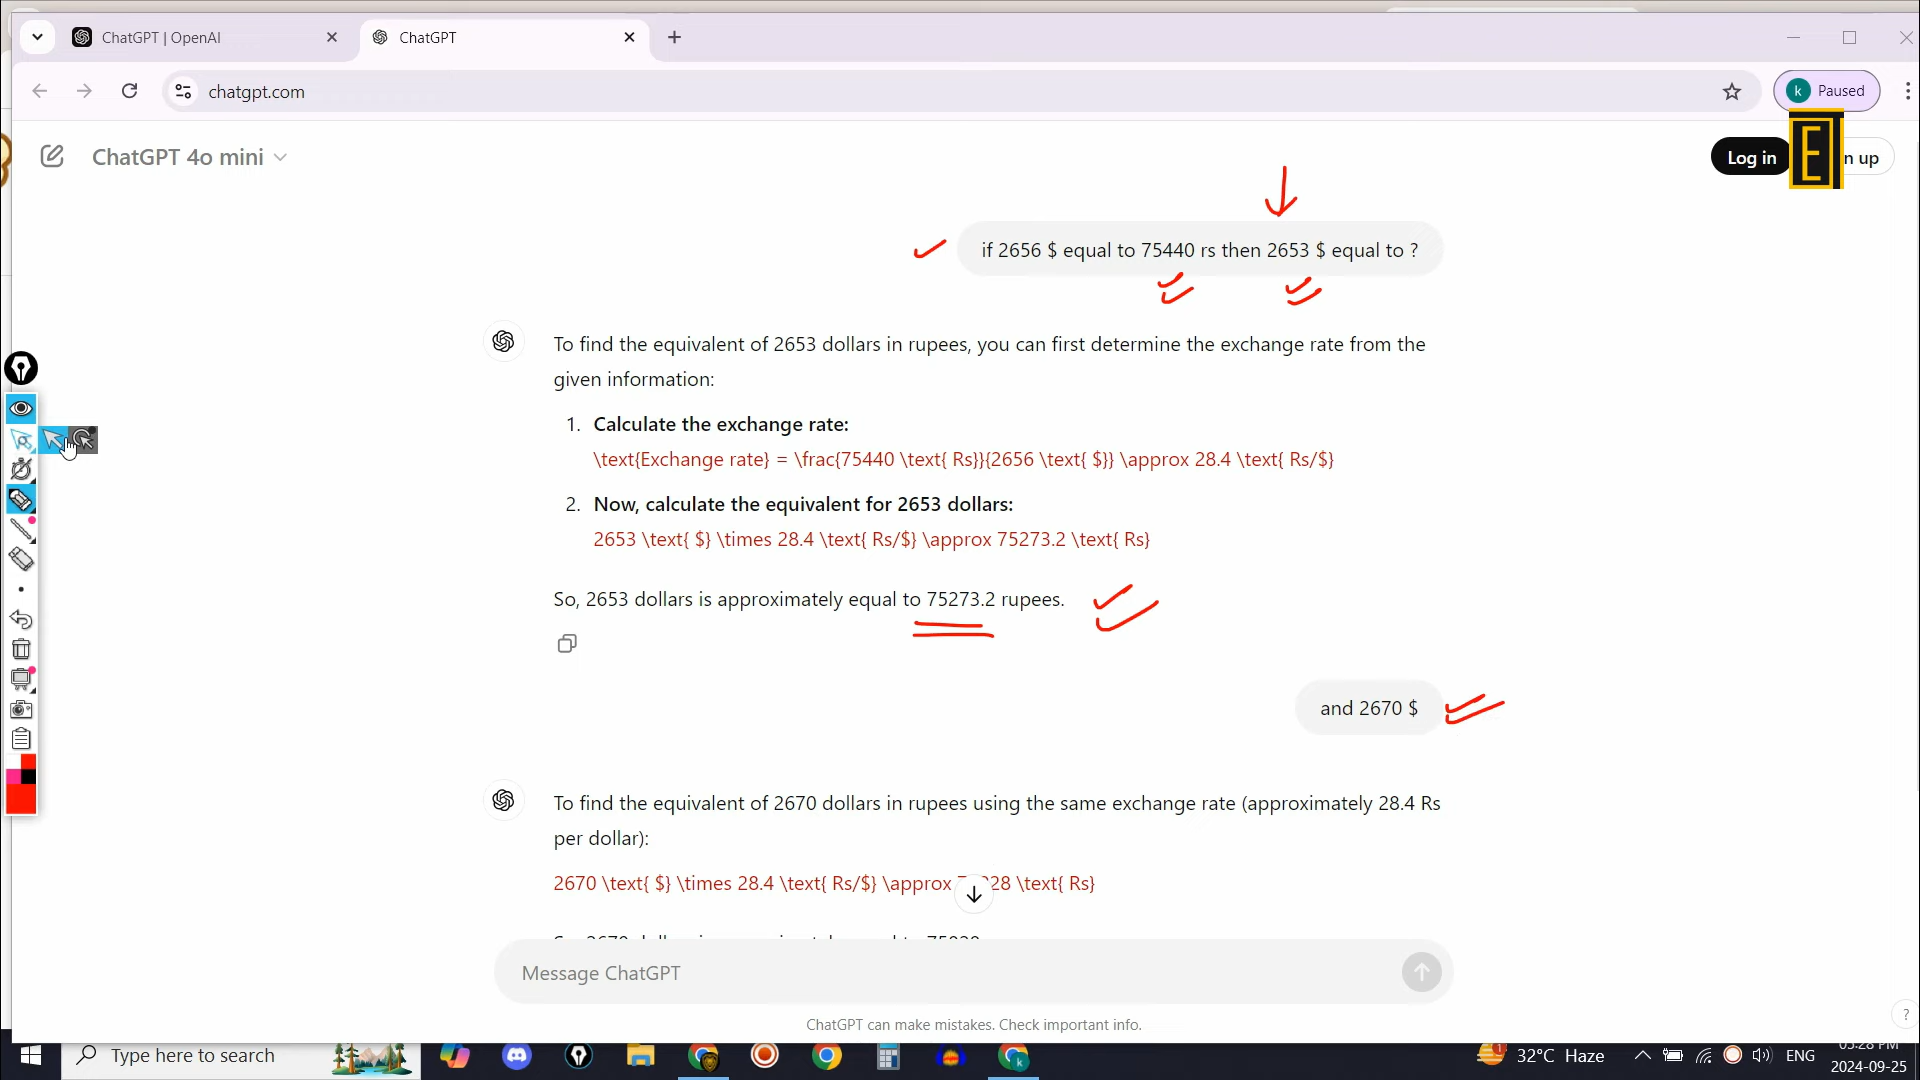 ChatGPT | OpenAI
ChatGPT
chatgpt.com
k Paused
ChatGPT 4o mini
Log in
E
n up
if 2656 $ equal to 75440 rs then 2653 $ equal to ?
To find the equivalent of 2653 dollars in rupees, you can first determine the exchange rate from the
given information:
1. Calculate the exchange rate:
\text{Exchange rate} = \frac{75440 \text{ Rs}}{2656 \text{ $}} \approx 28.4 \text{ Rs/$}
2. Now, calculate the equivalent for 2653 dollars:
2653 \text{ $} \times 28.4 \text{ Rs/$} \approx 75273.2 \text{ Rs}
So, 2653 dollars is approximately equal to 75273.2 rupees.
and 2670 $
To find the equivalent of 2670 dollars in rupees using the same exchange rate (approximately 28.4 Rs
per dollar):
2670 \text{ $} \times 28.4 \text{ Rs/$} \approx 7 28 \text{ Rs}
Message ChatGPT
ChatGPT can make mistakes. Check important info.
?
Type here to search
1
k
32°C Haze
ENG
2024-09-25